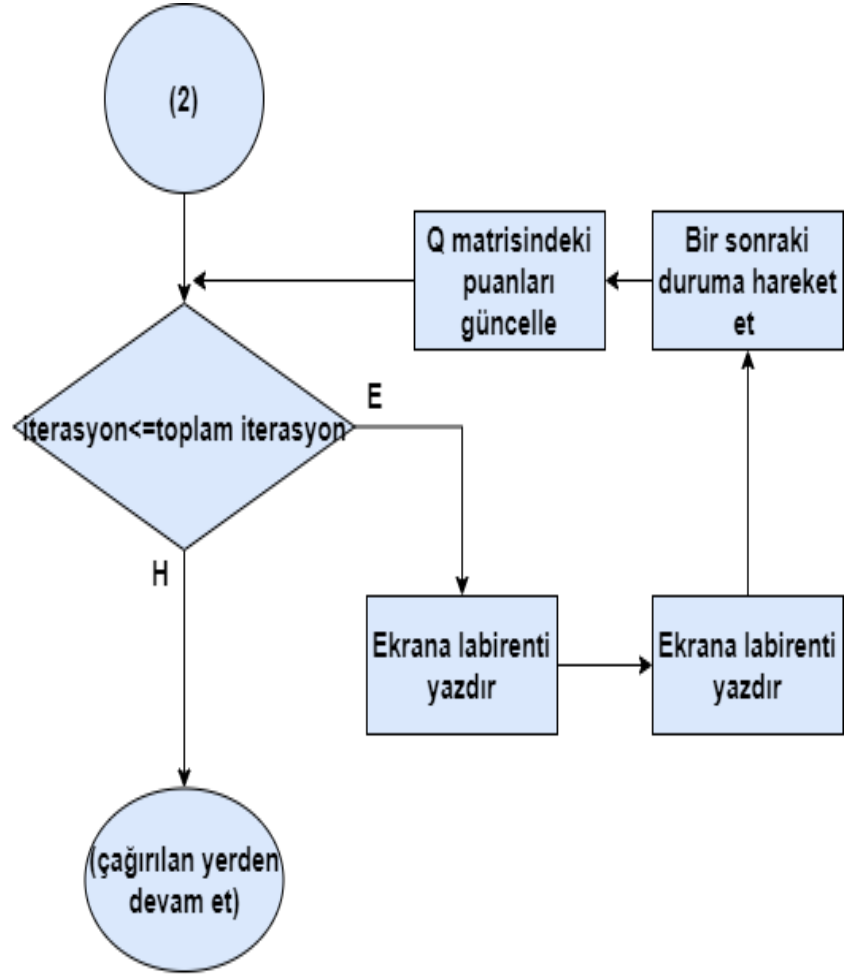 (2)
Q matrisindeki
puanları
güncelle
Bir sonraki
duruma hareket
et
E
iterasyon<=toplam iterasyon
H
Ekrana labirenti
yazdır
Ekrana labirenti
yazdır
(çağırılan yerden
devam et)